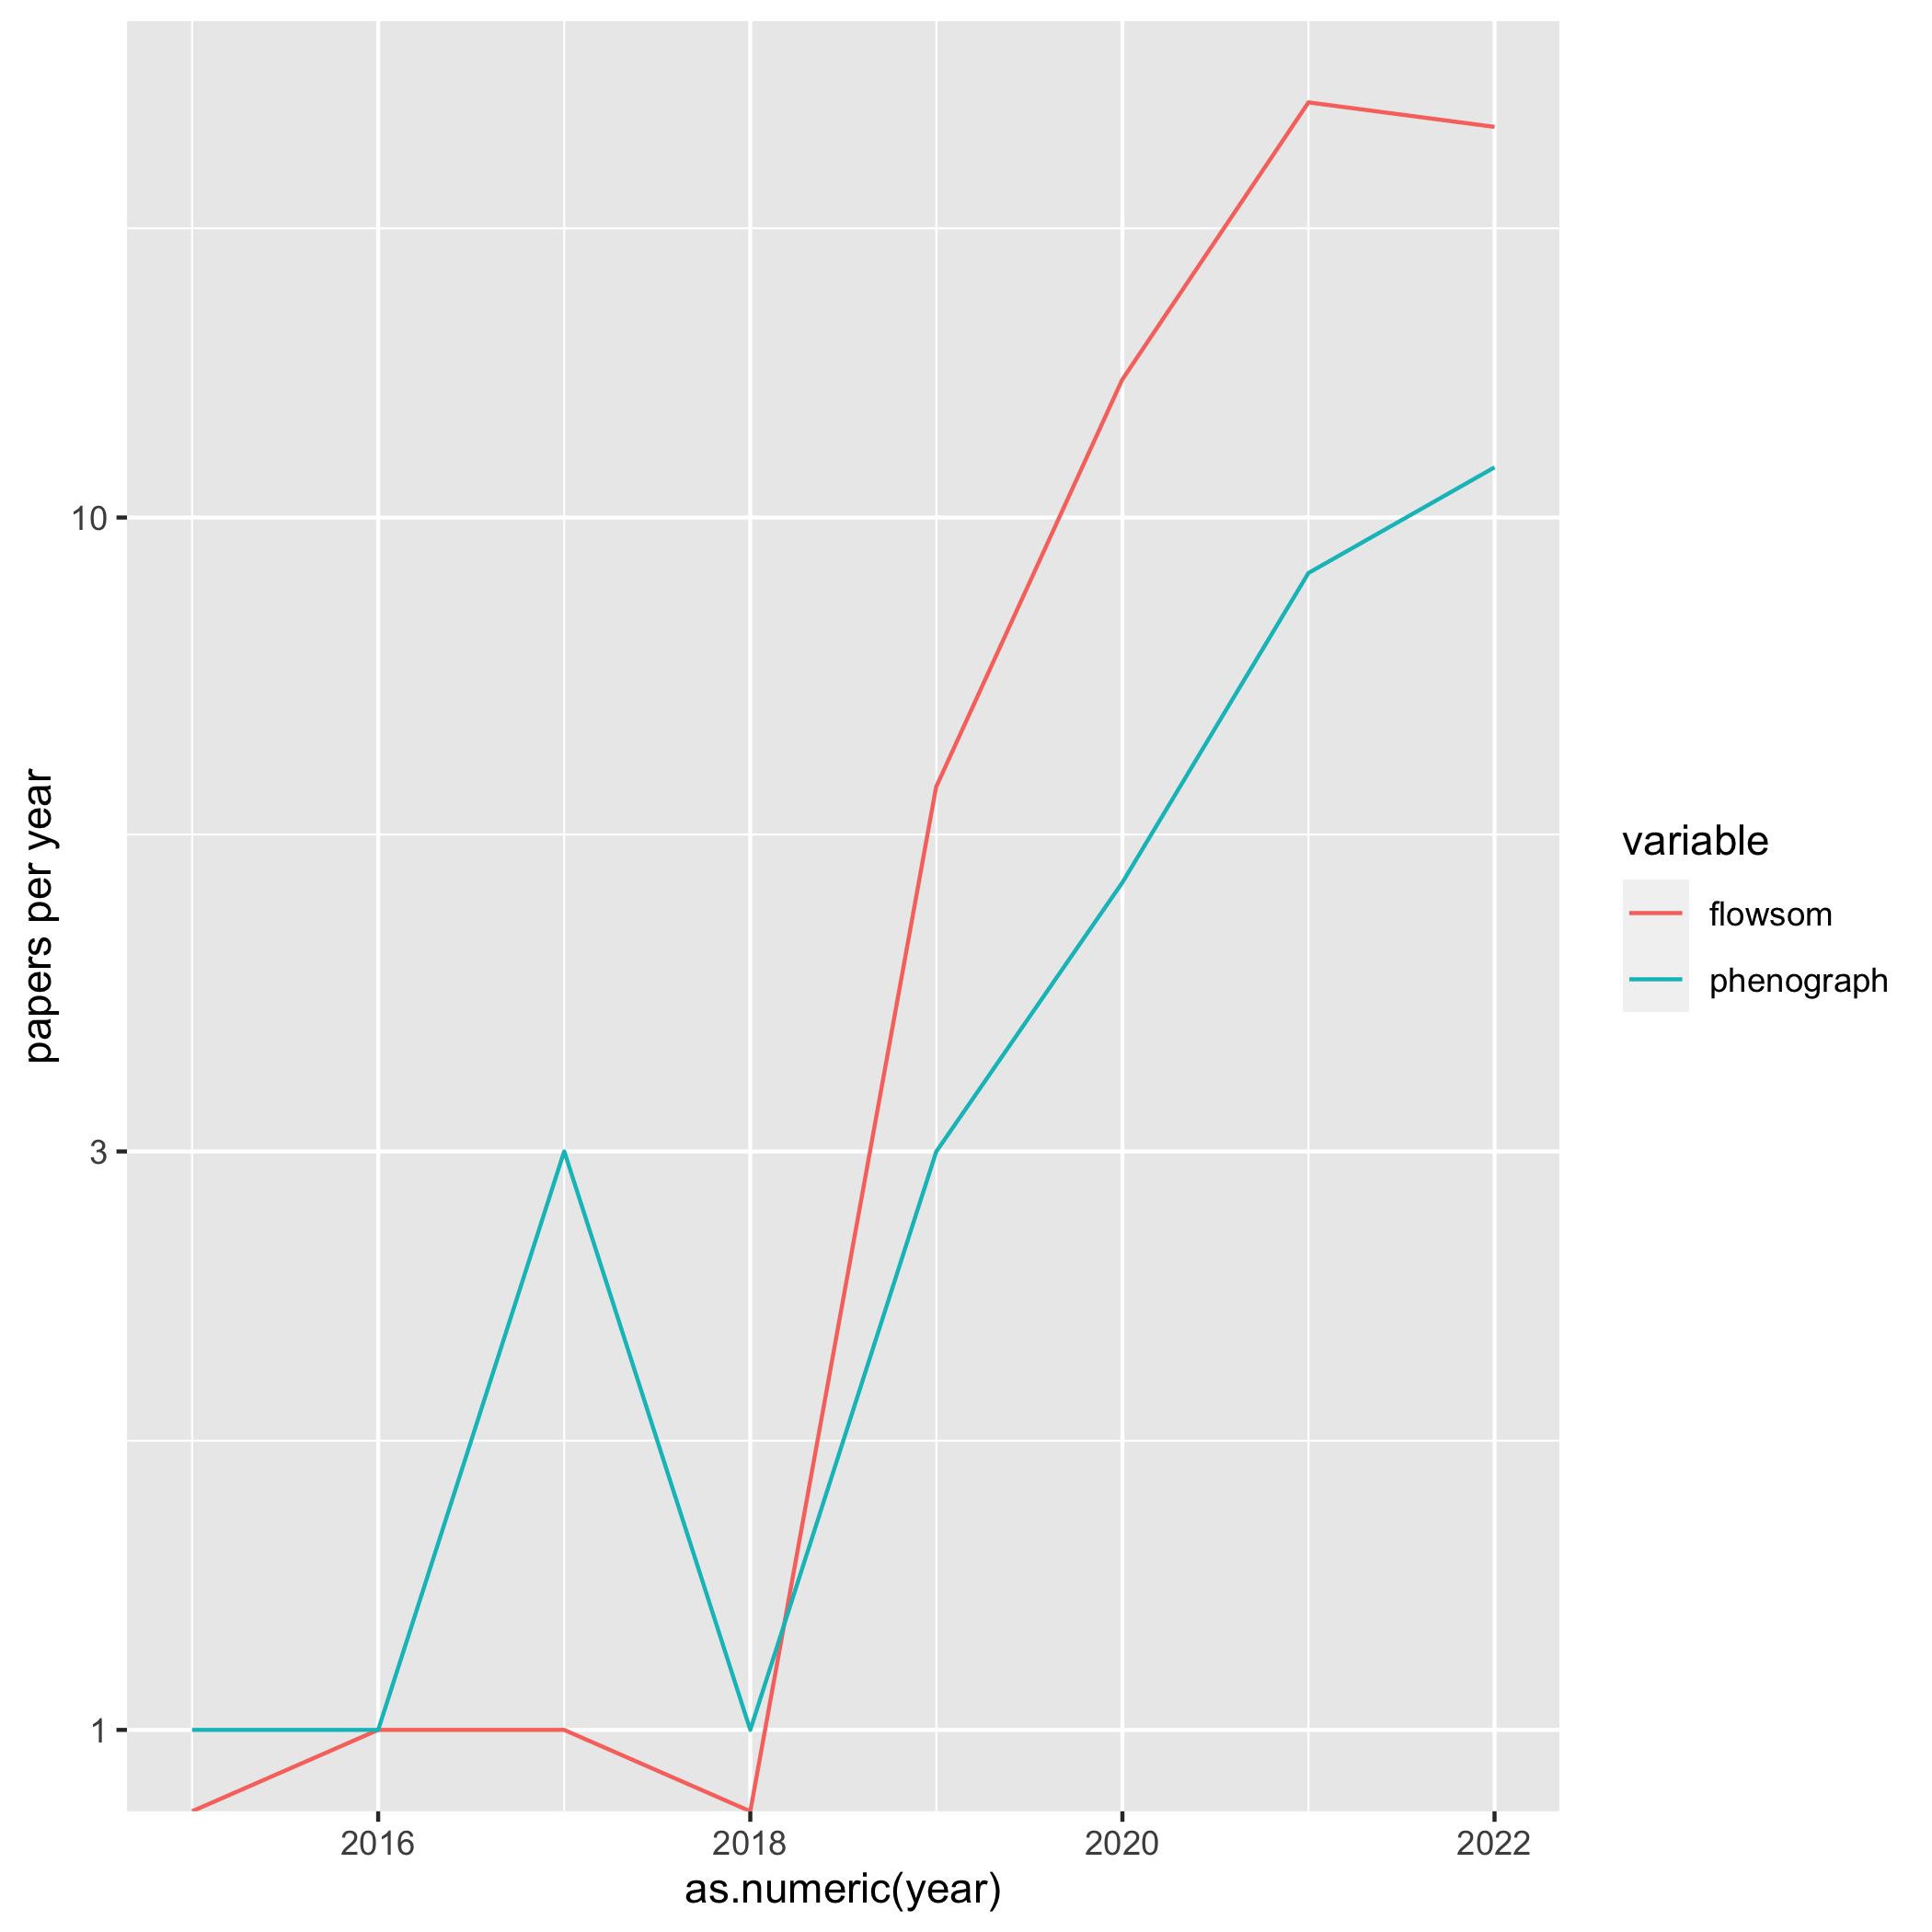 papers per year
10
3
1
2016 2018 2020 2022
as.numeric(year)
variable
flowsom
phenograph